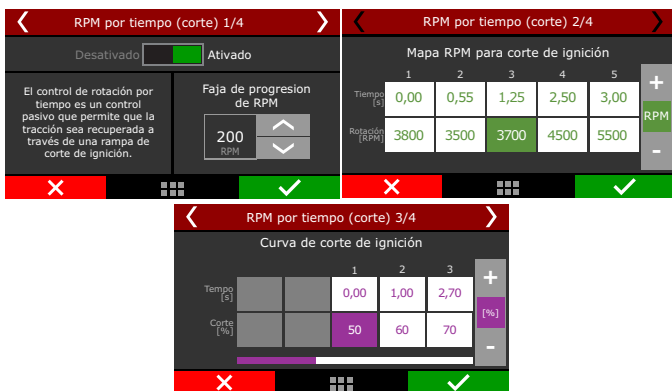 RPM por tiempo (corte) 1/4
Desativado Ativado
El control de rotación por
tiempo es un control
pasivo que permite que la
tracción sea recuperada a
través de una rampa de
corte de ignición.
Faja de progresion
de RPM
200
RPM
RPM por tiempo (corte) 2/4
Mapa RPM para corte de ignición
1 2 3 4 5
Tiempo
[s]
0,00 0,55 1,25 2,50 3,00
Rotación
[RPM]
3800 3500 3700 4500 5500
+
RPM
-
RPM por tiempo (corte) 3/4
Curva de corte de ignición
1 2 3
Tempo
[s]
0,00 1,00 2,70
Corte
[%]
50 60 70
+
[%]
-